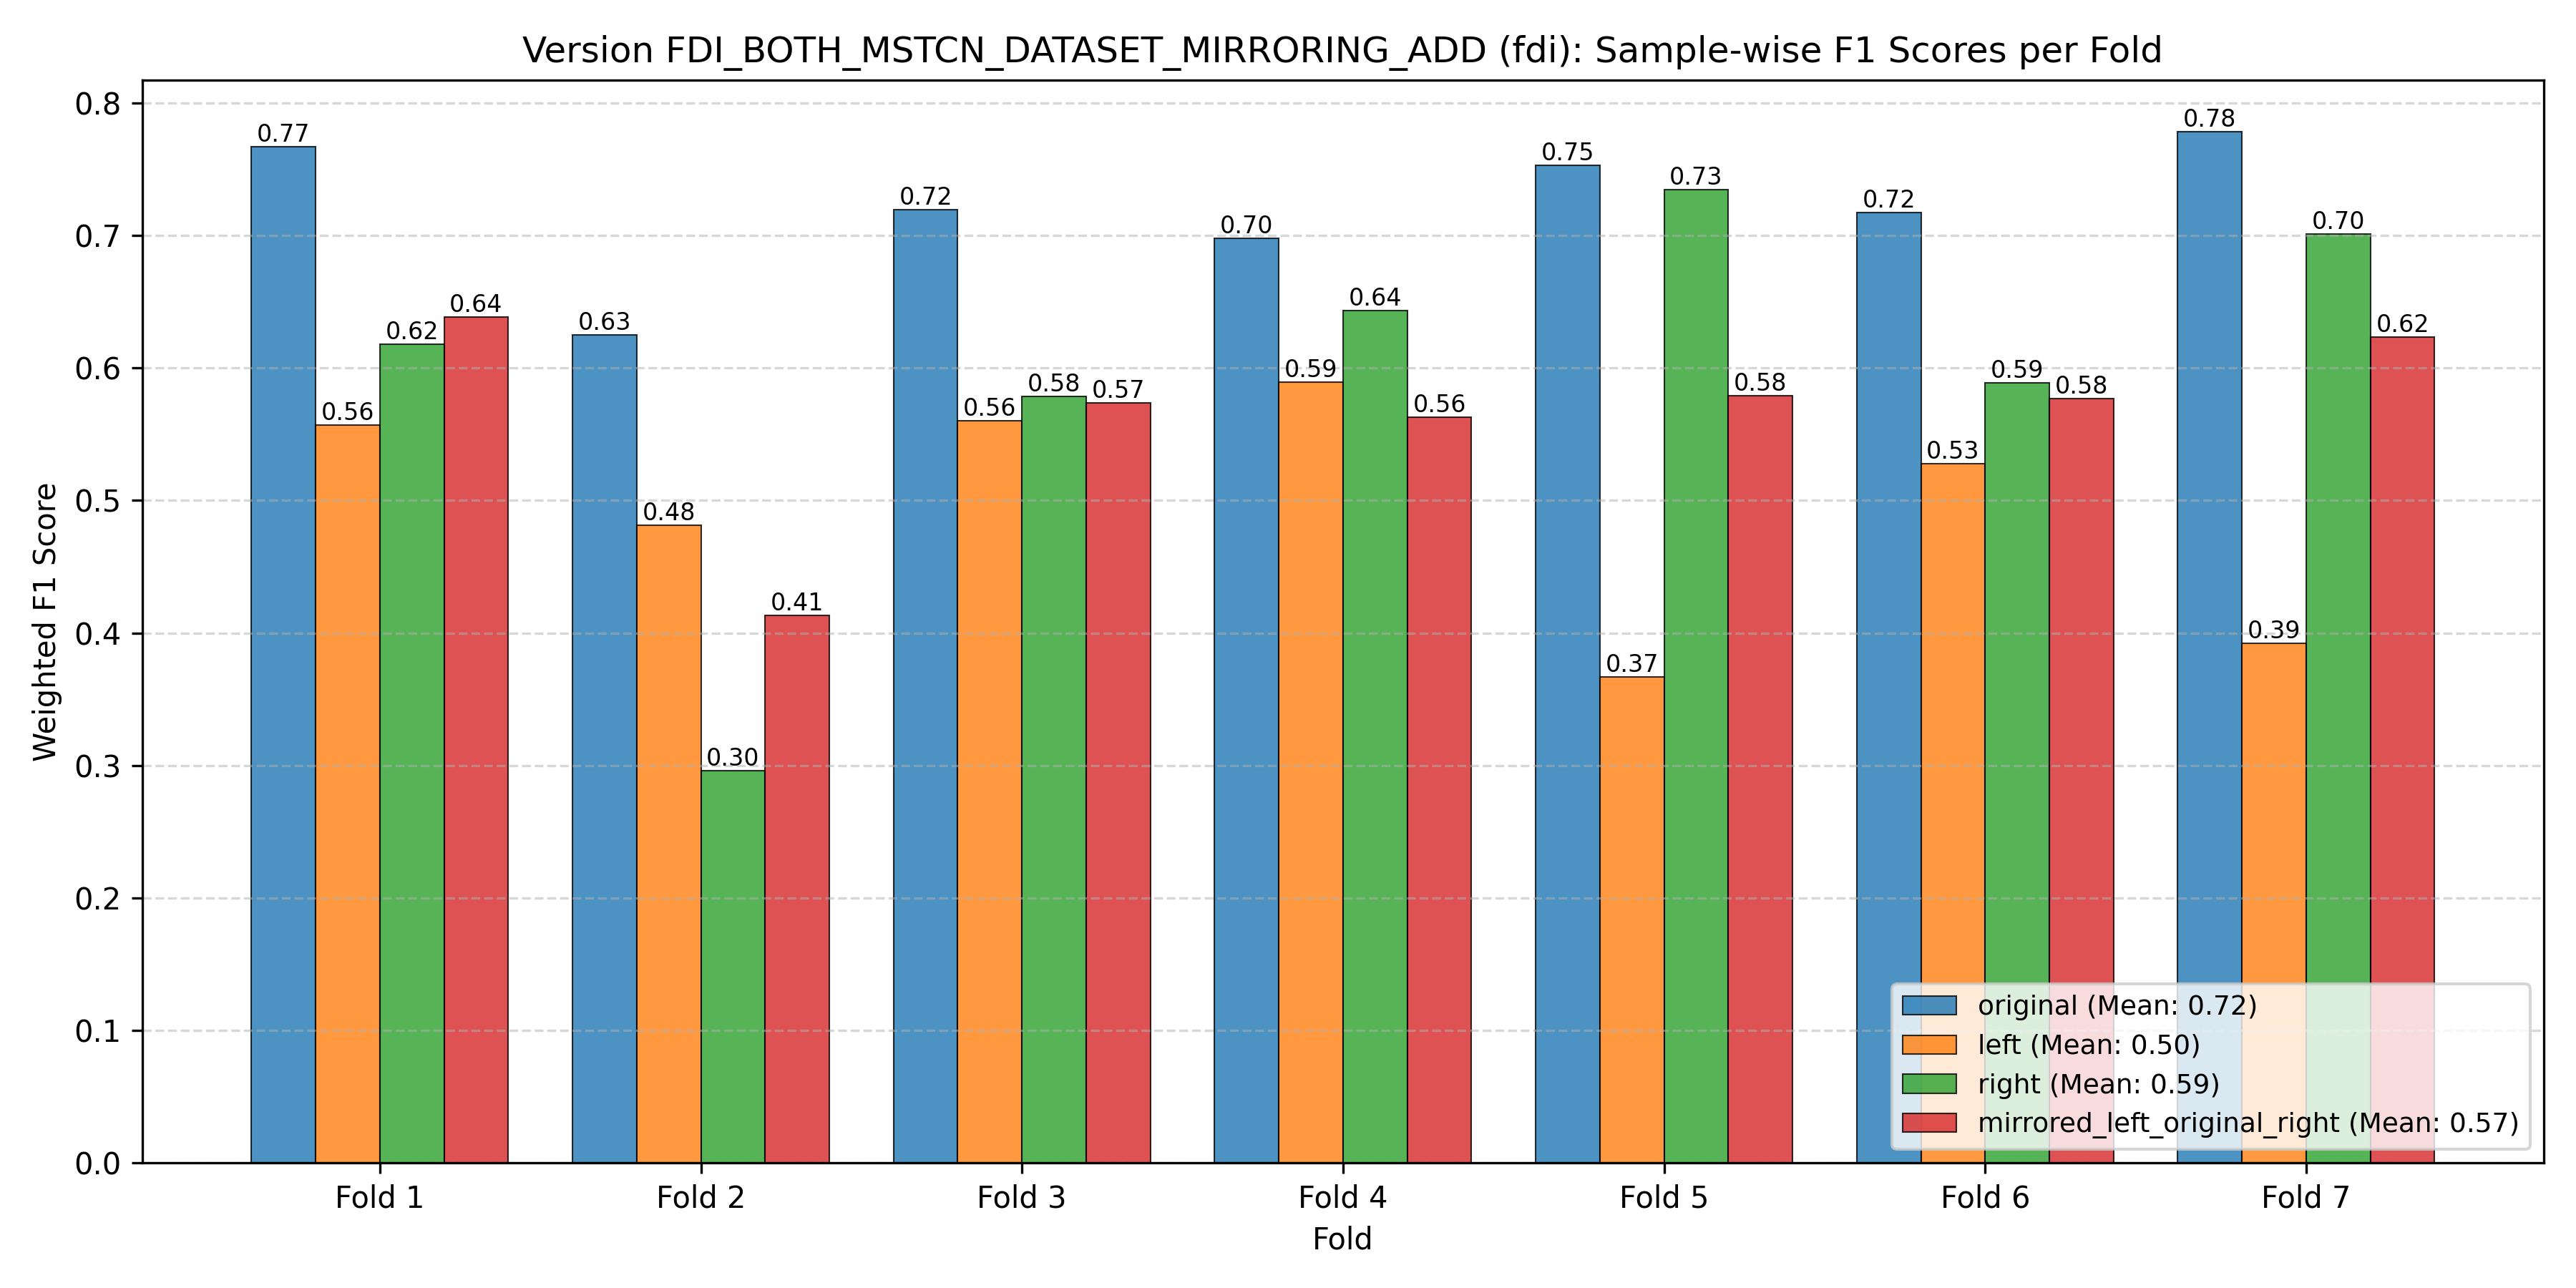 Version FDI_BOTH_MSTCN_DATASET_MIRRORING_ADD (fdi): Sample-wise F1 Scores per Fold
Weighted F1 Score
0.8
0.7
0.6
0.5
0.4
0.3
0.2
0.1
0.0
0.77
0.56
0.62
0.64
0.63
0.48
0.30
0.41
0.72
0.56
0.58
0.57
0.70
0.59
0.64
0.56
0.75
0.37
0.73
0.58
0.72
0.53
0.59
0.58
0.78
0.39
0.70
0.62
original (Mean: 0.72)
left (Mean: 0.50)
right (Mean: 0.59)
mirrored_left_original_right (Mean: 0.57)
Fold 1
Fold 2
Fold 3
Fold 4
Fold 5
Fold 6
Fold 7
Fold